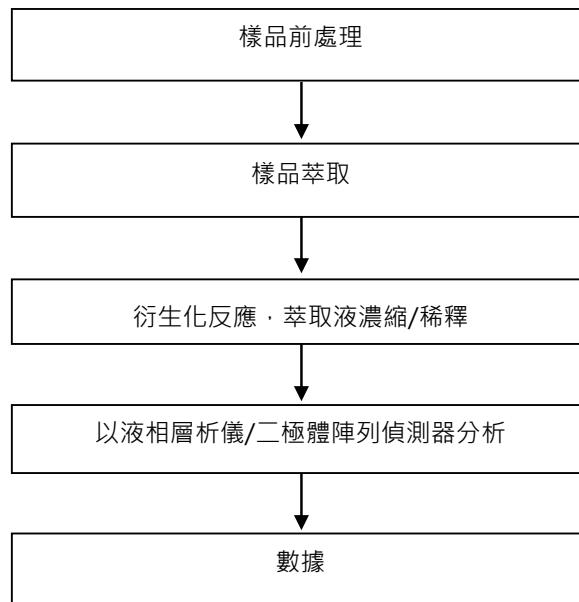 樣品前處理
樣品萃取
衍生化反應，萃取液濃縮/稀釋
以液相層析儀/二極體陣列偵測器分析
數據